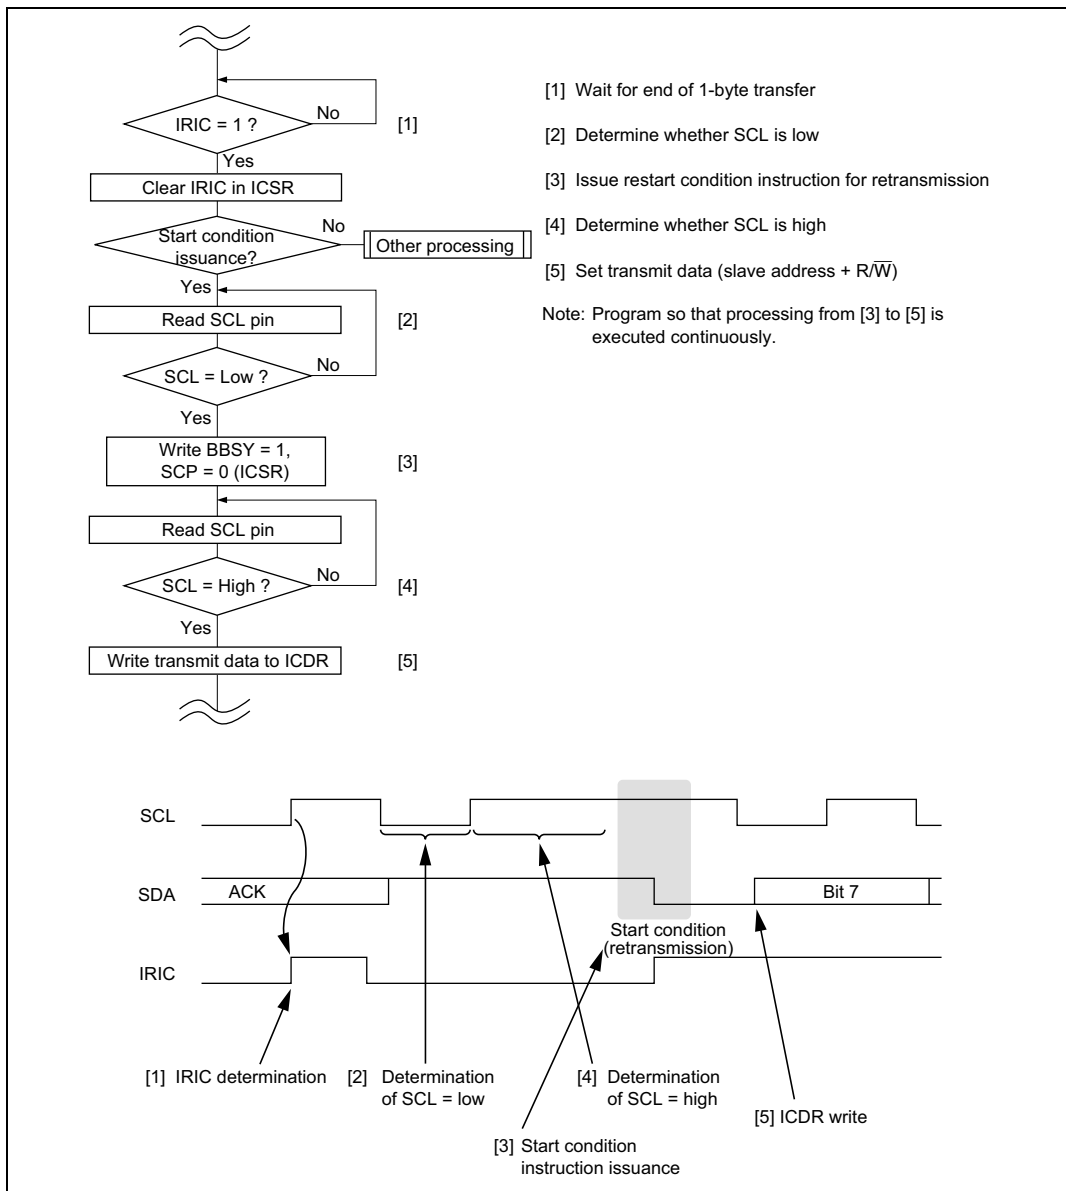 IRIC = 1 ?
No
[1]
Yes
Clear IRIC in ICSR
Start condition
issuance?
No
Other processing
Yes
Read SCL pin
[2]
SCL = Low ?
No
Yes
Write BBSY = 1,
SCP = 0 (ICSR)
[3]
Read SCL pin
SCL = High ?
No
[4]
Yes
Write transmit data to ICDR
[5]
[1] Wait for end of 1-byte transfer
[2] Determine whether SCL is low
[3] Issue restart condition instruction for retransmission
[4] Determine whether SCL is high
[5] Set transmit data (slave address + R/W̅)
Note: Program so that processing from [3] to [5] is
executed continuously.
SCL
SDA
ACK
Bit 7
Start condition
(retransmission)
IRIC
[1] IRIC determination
[2] Determination
of SCL = low
[4] Determination
of SCL = high
[5] ICDR write
[3] Start condition
instruction issuance